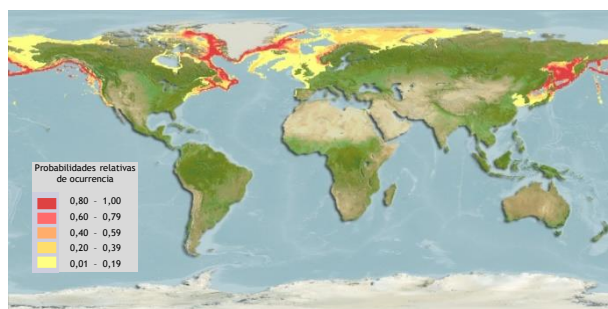 Probabilidades relativas
de ocurrencia
0,80 - 1,00
0,60 - 0,79
0,40 - 0,59
0,20 - 0,39
0,01 - 0,19